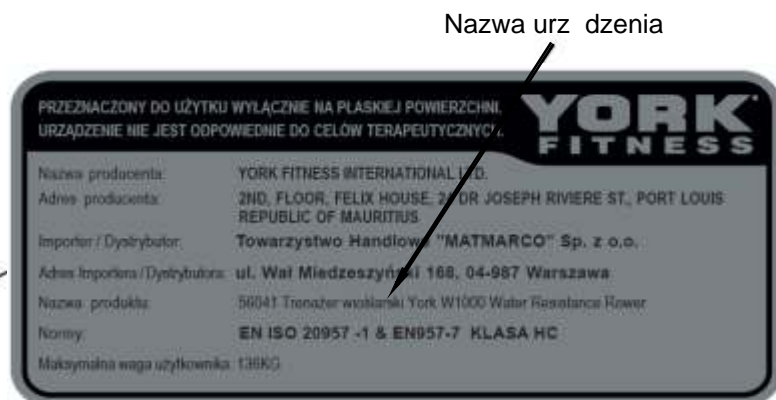 Nazwa urz dzenia
PRZEZNACZONY DO UŻYTKU WYŁĄCZNIE NA PŁASKIEJ POWIERZCHNI.
URZĄDZENIE NIE JEST ODPOWIEDNIE DO CELÓW TERAPEUTYCZNYCH.
YORK
FITNESS
Nazwa producenta: YORK FITNESS INTERNATIONAL LTD.
Adres producenta: 2ND, FLOOR, FELIX HOUSE, 24 DR JOSEPH RIVIERE ST., PORT LOUIS
REPUBLIC OF MAURITIUS
Importer / Dystrybutor: Towarzystwo Handlowe "MATMARCO" Sp. z o.o.
Adres Importera / Dystrybutora: ul. Wał Miedzeszyński 168, 04-987 Warszawa
Nazwa produktu: 56041 Trenażer wioślarski York W1000 Water Resistance Rower
Normy: EN ISO 20957 -1 & EN957-7 KLASA HC
Maksymalna waga użytkownika: 136KG